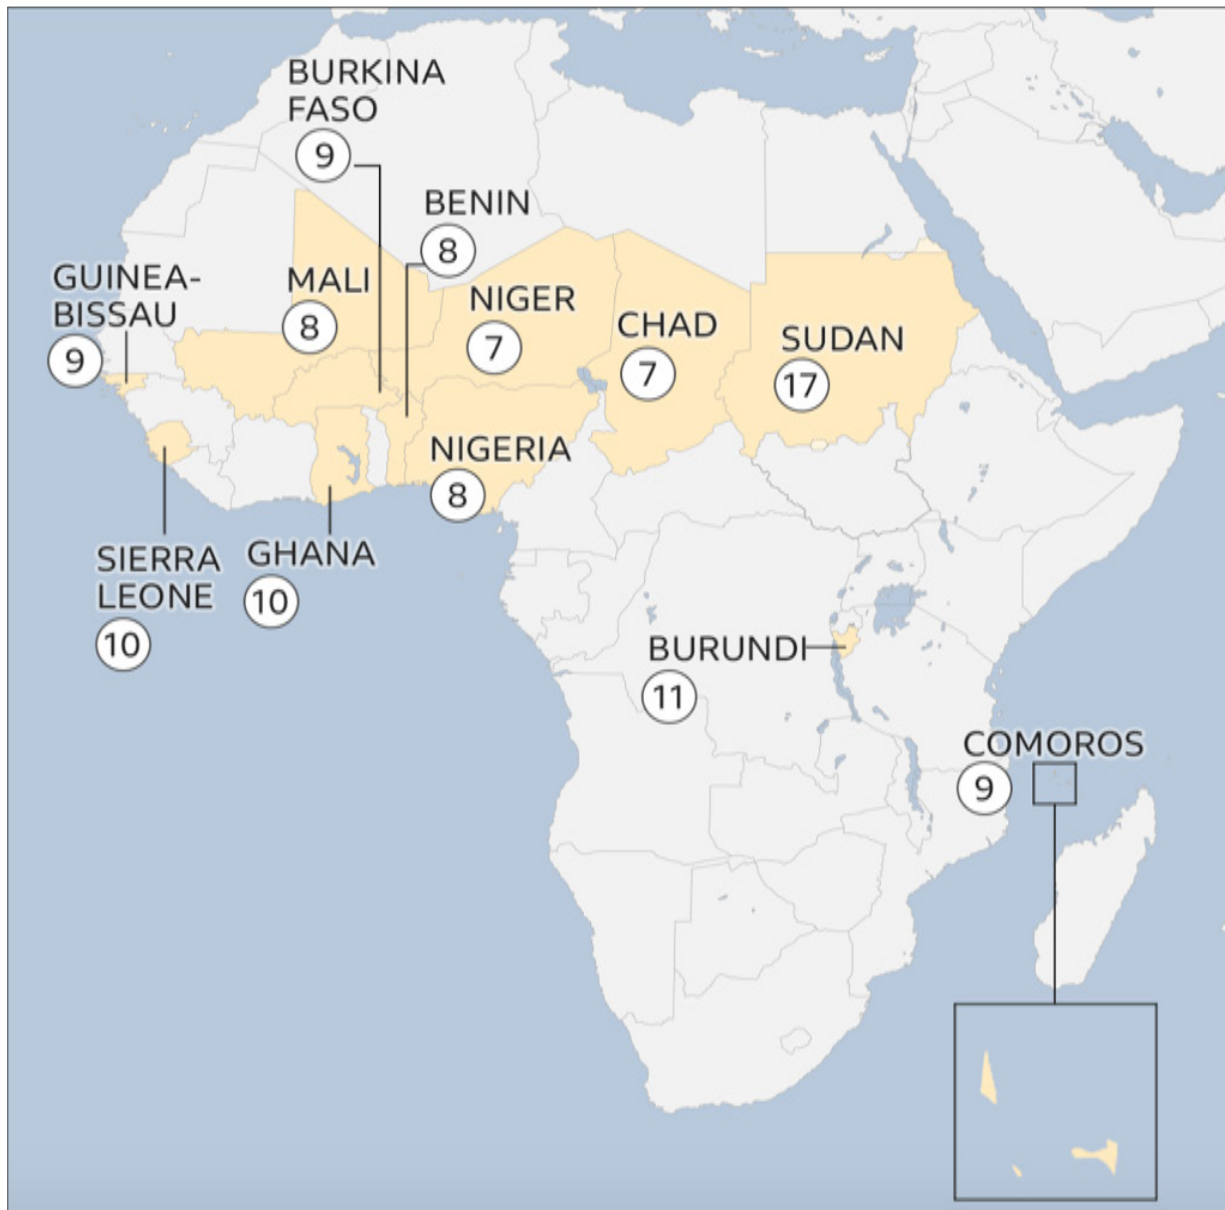 BURKINA
FASO
9
BENIN
8
GUINEA-
BISSAU
9
MALI
8
NIGER
7
CHAD
7
SUDAN
17
NIGERIA
8
SIERRA
LEONE
10
GHANA
10
BURUNDI
11
COMOROS
9